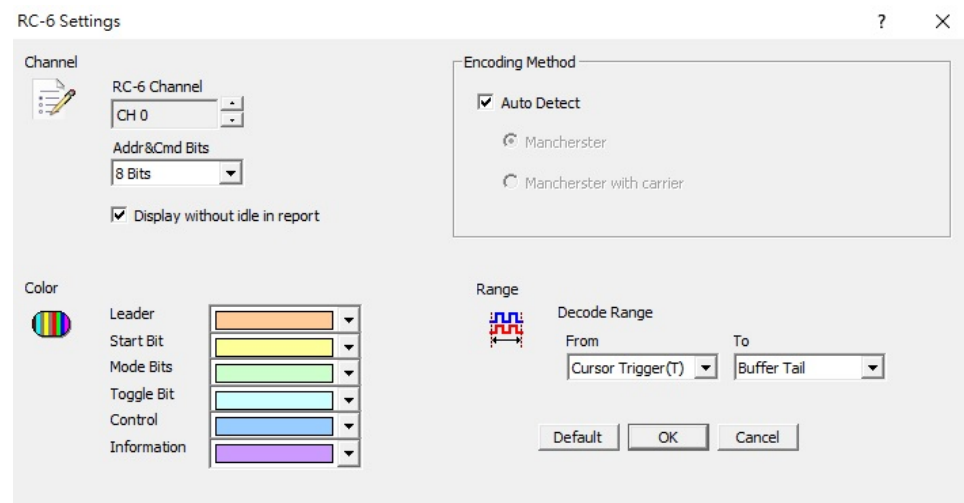 RC-6 Settings
?
Channel
RC-6 Channel
CH 0
Addr&Cmd Bits
8 Bits
Display without idle in report
Encoding Method
Auto Detect
Mancherster
Mancherster with carrier
Color
Leader
Start Bit
Mode Bits
Toggle Bit
Control
Information
Range
Decode Range
From
To
Cursor Trigger(T)
Buffer Tail
Default
OK
Cancel